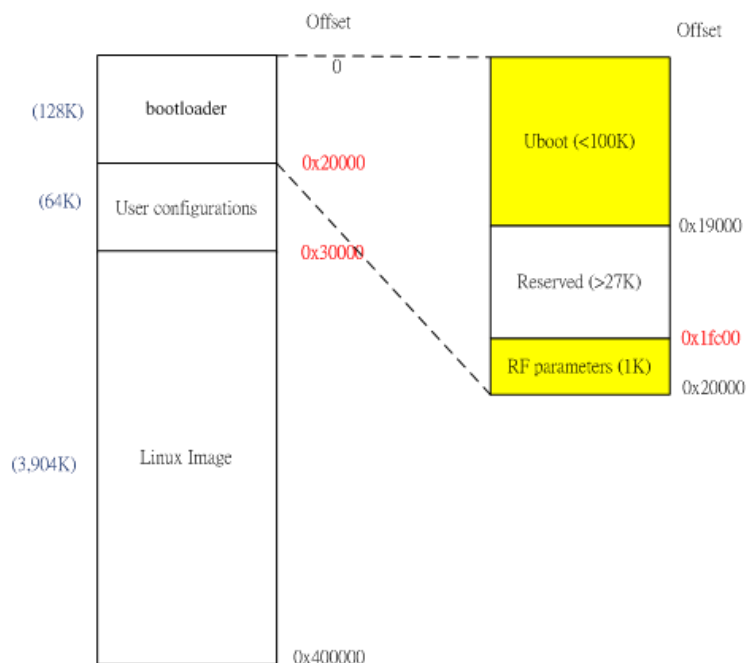 Offset
0
(128K)
bootloader
0x20000
(64K)
User configurations
0x30000
(3,904K)
Linux Image
0x400000
Offset
Uboot (<100K)
0x19000
Reserved (>27K)
0x1fc00
RF parameters (1K)
0x20000